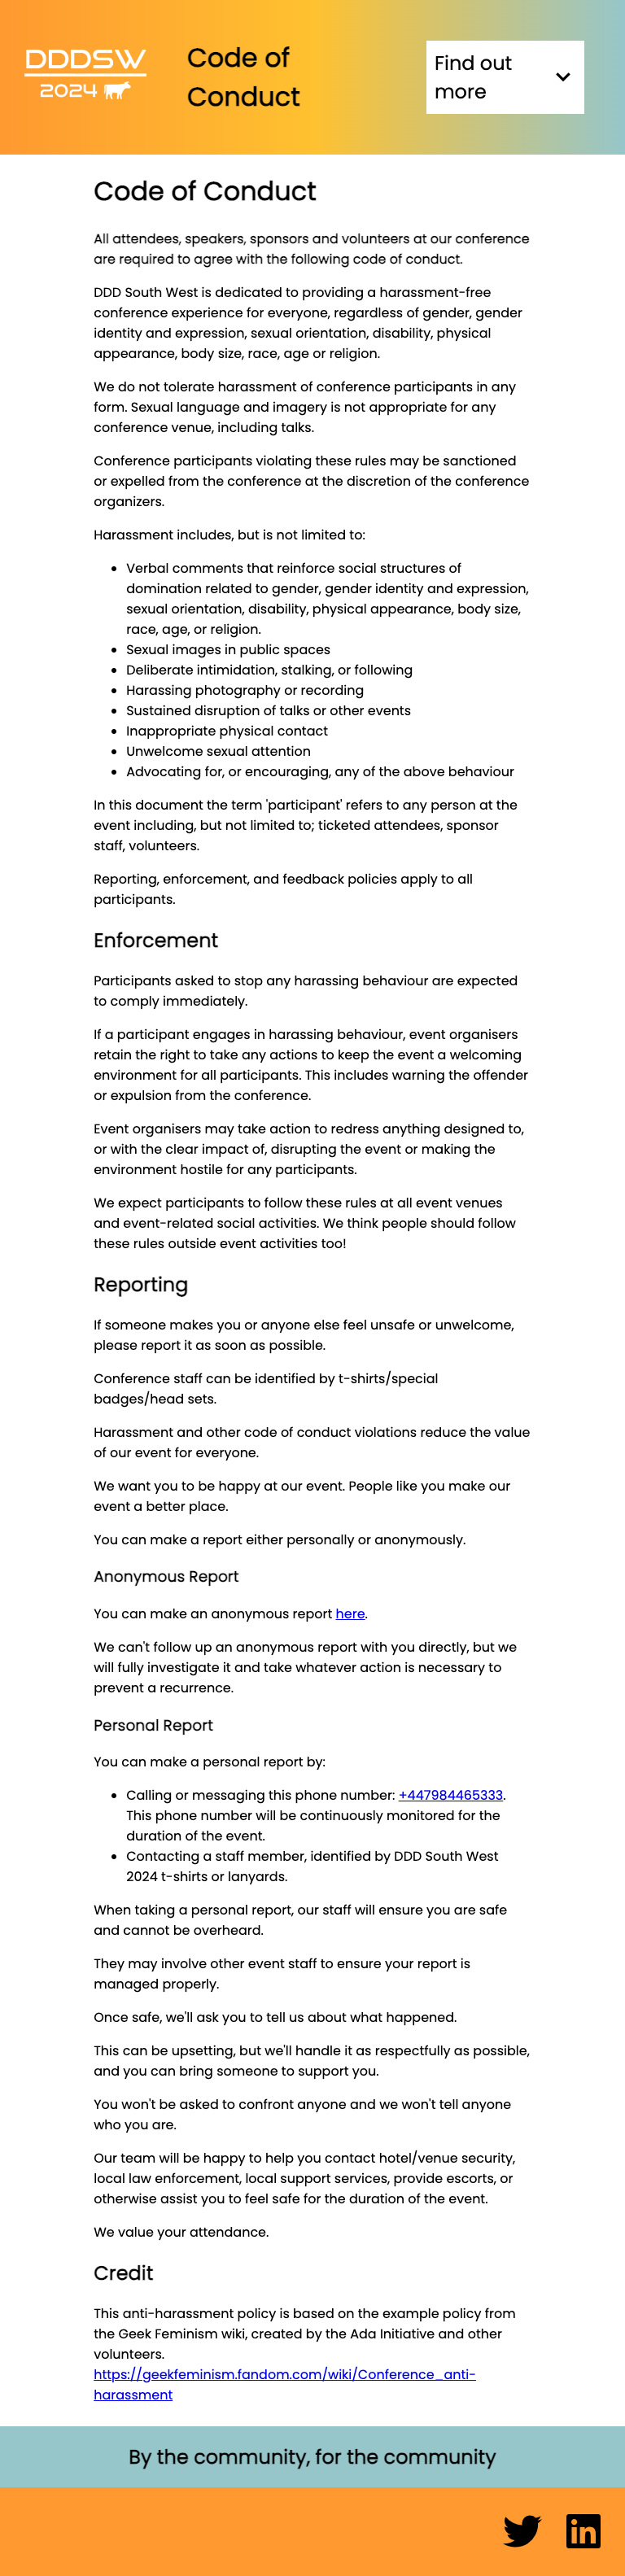 DDDSW
2024
Code of
Conduct
Find out
more
Code of Conduct
All attendees, speakers, sponsors and volunteers at our conference
are required to agree with the following code of conduct.
DDD South West is dedicated to providing a harassment-free
conference experience for everyone, regardless of gender, gender
identity and expression, sexual orientation, disability, physical
appearance, body size, race, age or religion.
We do not tolerate harassment of conference participants in any
form. Sexual language and imagery is not appropriate for any
conference venue, including talks.
Conference participants violating these rules may be sanctioned
or expelled from the conference at the discretion of the conference
organizers.
Harassment includes, but is not limited to:
• Verbal comments that reinforce social structures of
domination related to gender, gender identity and expression,
sexual orientation, disability, physical appearance, body size,
race, age, or religion.
• Sexual images in public spaces
• Deliberate intimidation, stalking, or following
• Harassing photography or recording
• Sustained disruption of talks or other events
• Inappropriate physical contact
• Unwelcome sexual attention
• Advocating for, or encouraging, any of the above behaviour
In this document the term 'participant' refers to any person at the
event including, but not limited to; ticketed attendees, sponsor
staff, volunteers.
Reporting, enforcement, and feedback policies apply to all
participants.
Enforcement
Participants asked to stop any harassing behaviour are expected
to comply immediately.
If a participant engages in harassing behaviour, event organisers
retain the right to take any actions to keep the event a welcoming
environment for all participants. This includes warning the offender
or expulsion from the conference.
Event organisers may take action to redress anything designed to,
or with the clear impact of, disrupting the event or making the
environment hostile for any participants.
We expect participants to follow these rules at all event venues
and event-related social activities. We think people should follow
these rules outside event activities too!
Reporting
If someone makes you or anyone else feel unsafe or unwelcome,
please report it as soon as possible.
Conference staff can be identified by t-shirts/special
badges/head sets.
Harassment and other code of conduct violations reduce the value
of our event for everyone.
We want you to be happy at our event. People like you make our
event a better place.
You can make a report either personally or anonymously.
Anonymous Report
You can make an anonymous report here.
We can't follow up an anonymous report with you directly, but we
will fully investigate it and take whatever action is necessary to
prevent a recurrence.
Personal Report
You can make a personal report by:
• Calling or messaging this phone number: +447984465333.
This phone number will be continuously monitored for the
duration of the event.
• Contacting a staff member, identified by DDD South West
2024 t-shirts or lanyards.
When taking a personal report, our staff will ensure you are safe
and cannot be overheard.
They may involve other event staff to ensure your report is
managed properly.
Once safe, we'll ask you to tell us about what happened.
This can be upsetting, but we'll handle it as respectfully as possible,
and you can bring someone to support you.
You won't be asked to confront anyone and we won't tell anyone
who you are.
Our team will be happy to help you contact hotel/venue security,
local law enforcement, local support services, provide escorts, or
otherwise assist you to feel safe for the duration of the event.
We value your attendance.
Credit
This anti-harassment policy is based on the example policy from
the Geek Feminism wiki, created by the Ada Initiative and other
volunteers.
https://geekfeminism.fandom.com/wiki/Conference_anti-
harassment
By the community, for the community
in